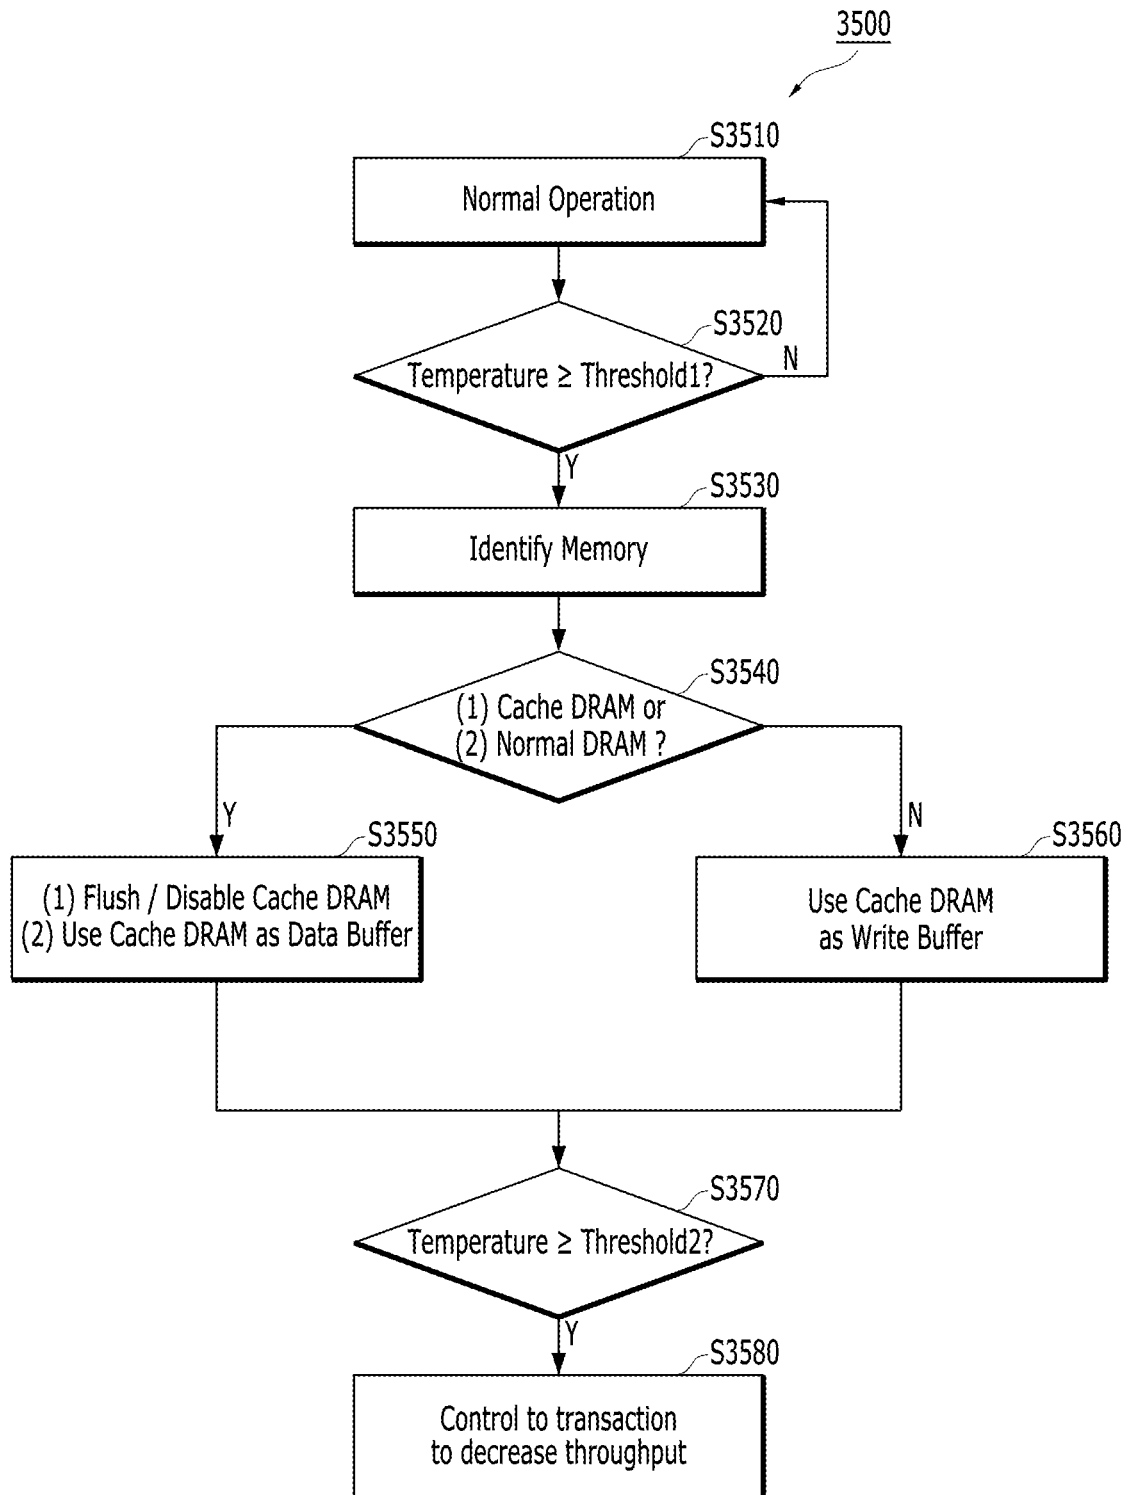 3500
S3510
Normal Operation
S3520
Temperature ≥ Threshold1?
N
Y
S3530
Identify Memory
S3540
(1) Cache DRAM or
(2) Normal DRAM ?
Y
N
S3550
(1) Flush / Disable Cache DRAM
(2) Use Cache DRAM as Data Buffer
S3560
Use Cache DRAM
as Write Buffer
S3570
Temperature ≥ Threshold2?
Y
S3580
Control to transaction
to decrease throughput